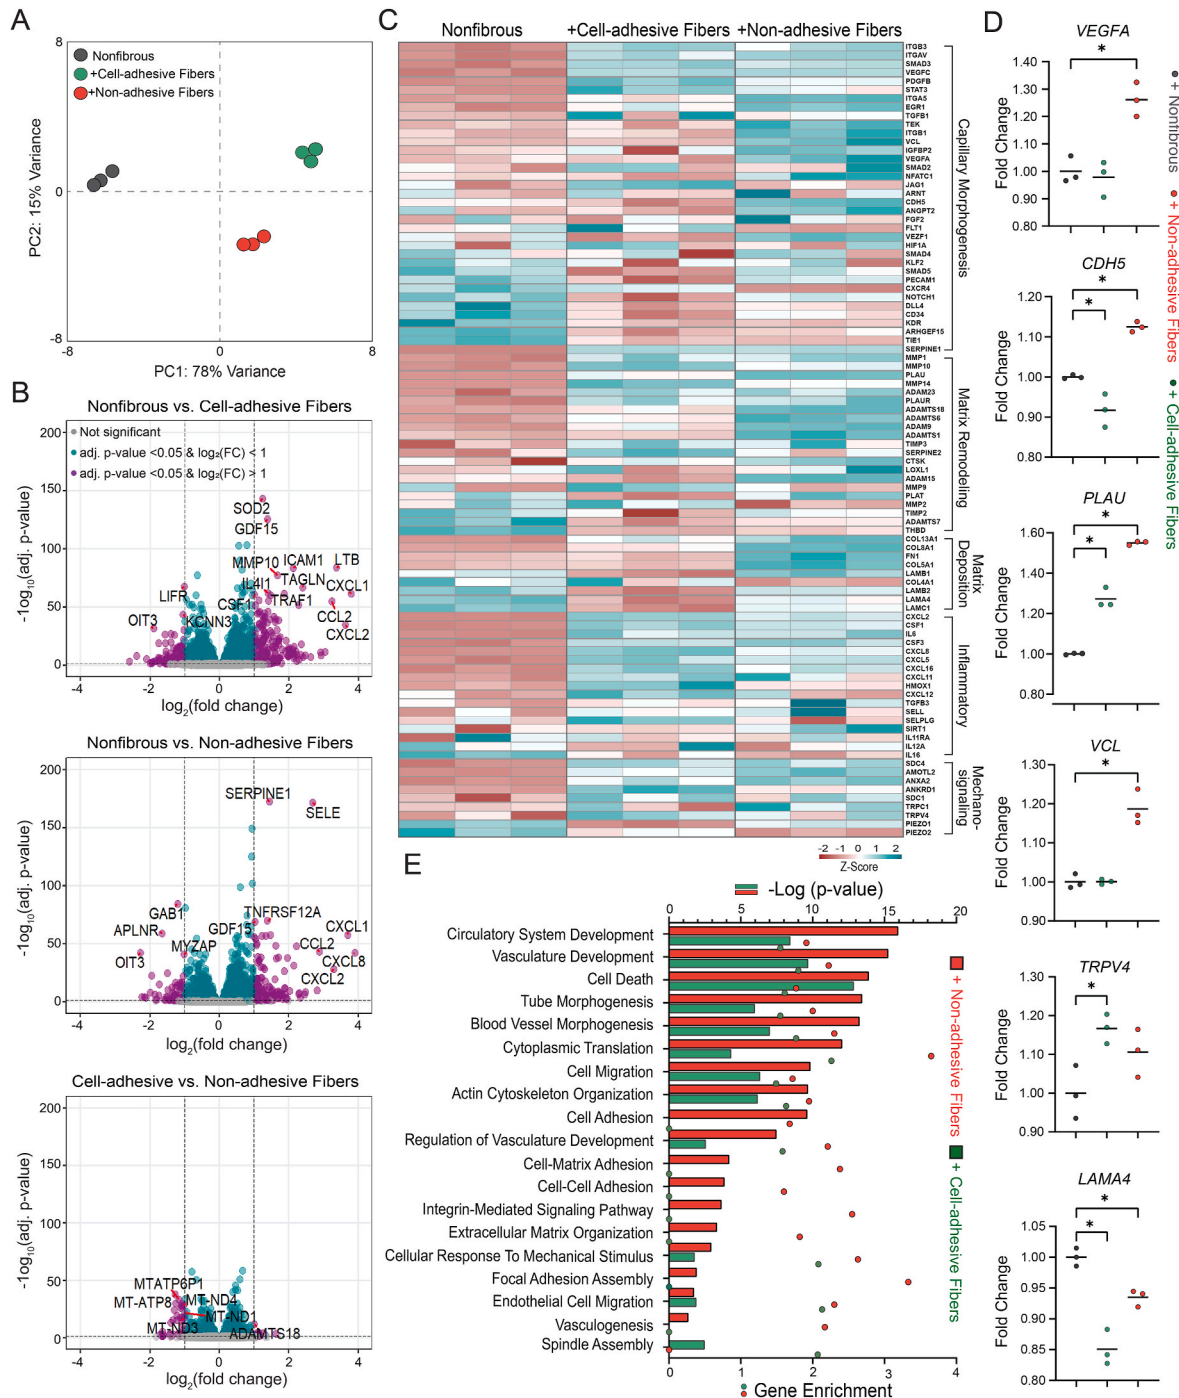 A
8
Nonfibrous
+Cell-adhesive Fibers
+Non-adhesive Fibers
PC2: 15% Variance
0
-8
-8
0
8
PC1: 78% Variance
B
Nonfibrous vs. Cell-adhesive Fibers
Not significant
adj. p-value <0.05 & log₂(FC) < 1
adj. p-value <0.05 & log₂(FC) > 1
-1og₁₀(adj. p-value)
200
150
100
50
0
SOD2
GDF15
MMP10
ICAM1
LTB
IL4I1
TAGLN
CXCL1
LIFR
CSF1
TRAF1
OIT3
KCNN3
CCL2
CXCL2
-4
-2
0
2
4
log₂(fold change)
Nonfibrous vs. Non-adhesive Fibers
-1og₁₀(adj. p-value)
200
150
100
50
0
SERPINE1
SELE
GAB1
TNFRSF12A
APLNR
GDF15
CXCL1
MYZAP
CCL2
OIT3
CXCL8
CXCL2
-4
-2
0
2
4
log₂(fold change)
Cell-adhesive vs. Non-adhesive Fibers
-1og₁₀(adj. p-value)
200
150
100
50
0
MTATP6P1
MT-ATP8
MT-ND4
MT-ND1
MT-ND3
ADAMTS18
-4
-2
0
2
4
log₂(fold change)
C
Nonfibrous
+Cell-adhesive Fibers
+Non-adhesive Fibers
ITGB3
ITGAV
SMAD3
VEGFC
PDGFB
STAT3
ITGA5
EGR1
TGFB1
TEK
ITGB1
VCL
IGFBP2
VEGFA
SMAD2
NFATC1
JAG1
ARNT
CDH5
ANGPT2
FGF2
FLT1
VEZF1
HIF1A
SMAD4
KLF2
SMAD5
PECAM1
CXCR4
NOTCH1
DLL4
CD34
KDR
ARHGEF15
TIE1
SERPINE1
MMP1
MMP10
PLAU
MMP14
ADAM23
PLAUR
ADAMTS18
ADAMTS6
ADAM9
ADAMTS1
TIMP3
SERPINE2
CTSK
LOXL1
ADAM15
MMP9
PLAT
MMP2
TIMP2
ADAMTS7
THBD
COL13A1
COL8A1
FN1
COL5A1
LAMB1
COL4A1
LAMB2
LAMA4
LAMC1
CXCL2
CSF1
IL6
CSF3
CXCL8
CXCL5
CXCL16
CXCL11
HMOX1
CXCL12
TGFB3
SELL
SELPLG
SIRT1
IL11RA
IL12A
IL16
SDC4
AMOTL2
ANXA2
ANKRD1
SDC1
TRPC1
TRPV4
PIEZO1
PIEZO2
Capillary Morphogenesis
Matrix Remodeling
Matrix
Deposition
Inflammatory
Mechano-
signaling
-2
-1
0
1
2
Z-Score
D
VEGFA
*
Fold Change
1.40
1.20
1.00
0.80
CDH5
*
*
Fold Change
1.20
1.00
0.90
0.80
PLAU
*
*
Fold Change
1.60
1.20
1.00
0.80
VCL
*
Fold Change
1.30
1.20
1.00
0.90
TRPV4
*
Fold Change
1.30
1.20
1.00
0.90
LAMA4
*
*
Fold Change
1.05
1.00
0.95
0.90
0.85
0.80
+ Nonfibrous
+ Non-adhesive Fibers
+ Cell-adhesive Fibers
E
-Log (p-value)
0
5
10
15
20
Circulatory System Development
Vasculature Development
Cell Death
Tube Morphogenesis
Blood Vessel Morphogenesis
Cytoplasmic Translation
Cell Migration
Actin Cytoskeleton Organization
Cell Adhesion
Regulation of Vasculature Development
Cell-Matrix Adhesion
Cell-Cell Adhesion
Integrin-Mediated Signaling Pathway
Extracellular Matrix Organization
Cellular Response To Mechanical Stimulus
Focal Adhesion Assembly
Endothelial Cell Migration
Vasculogenesis
Spindle Assembly
0
1
2
3
4
Gene Enrichment
+ Non-adhesive Fibers
+ Cell-adhesive Fibers